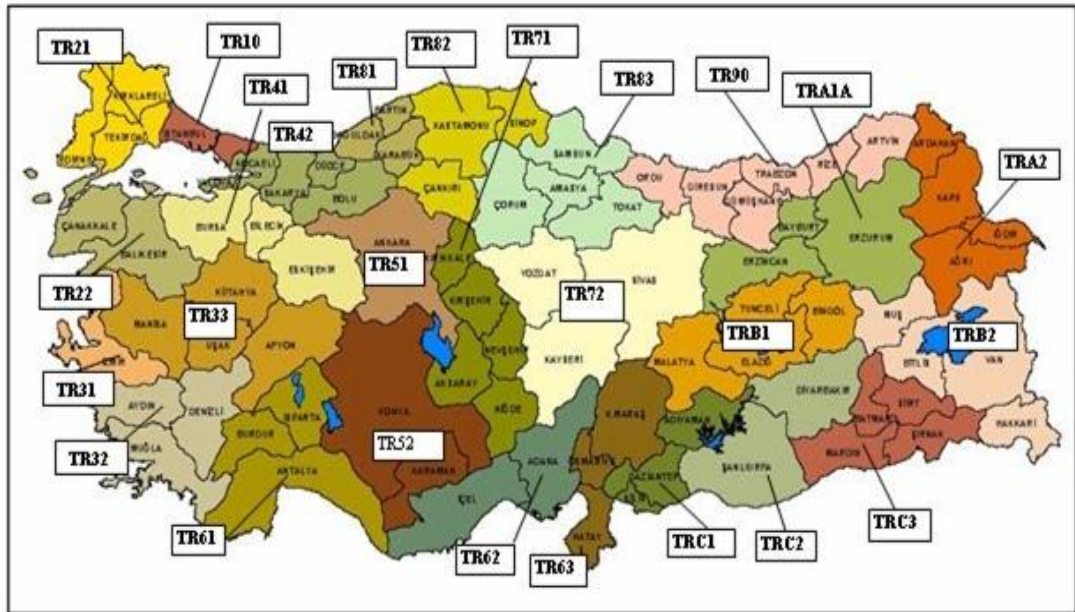 TR82
TR71
TR21
TR10
TR81
TR83
TR90
TR41
TRA1A
TR42
TRA2
KIRKLARELİ
TEKİRDAĞ
İSTANBUL
KOCAELİ
SAKARYA
DÜZCE
BOLU
BARTIN
KARABÜK
KASTAMONU
SİNOP
ÇANKIRI
SAMSUN
AMASYA
ÇORUM
TOKAT
ORDU
GİRESUN
TRABZON
RİZE
ARTVİN
ARDAHAN
KARS
IĞDIR
AĞRI
BAYBURT
ERZURUM
ERZİNCAN
ÇANAKKALE
BALIKESİR
BURSA
BİLECİK
ESKİŞEHİR
ANKARA
KIRŞEHİR
YOZGAT
SİVAS
TR51
TR72
TR22
TR33
TRB1
TRB2
KÜTAHYA
MANİSA
UŞAK
AFYON
NEVŞEHİR
KAYSERİ
MALATYA
TUNCELİ
ELAZIĞ
BİNGÖL
MUŞ
BİTLİS
VAN
HAKKARİ
TR31
AYDIN
DENİZLİ
ISPARTA
BURDUR
KONYA
AKSARAY
NİĞDE
K.MARAŞ
ADIYAMAN
DİYARBAKIR
BATMAN
SİİRT
ŞIRNAK
MARDİN
TR32
MUĞLA
ANTALYA
TR52
KARAMAN
İÇEL
ADANA
OSMANİYE
GAZİANTEP
ŞANLIURFA
HATAY
TR61
TR62
TR63
TRC1
TRC2
TRC3